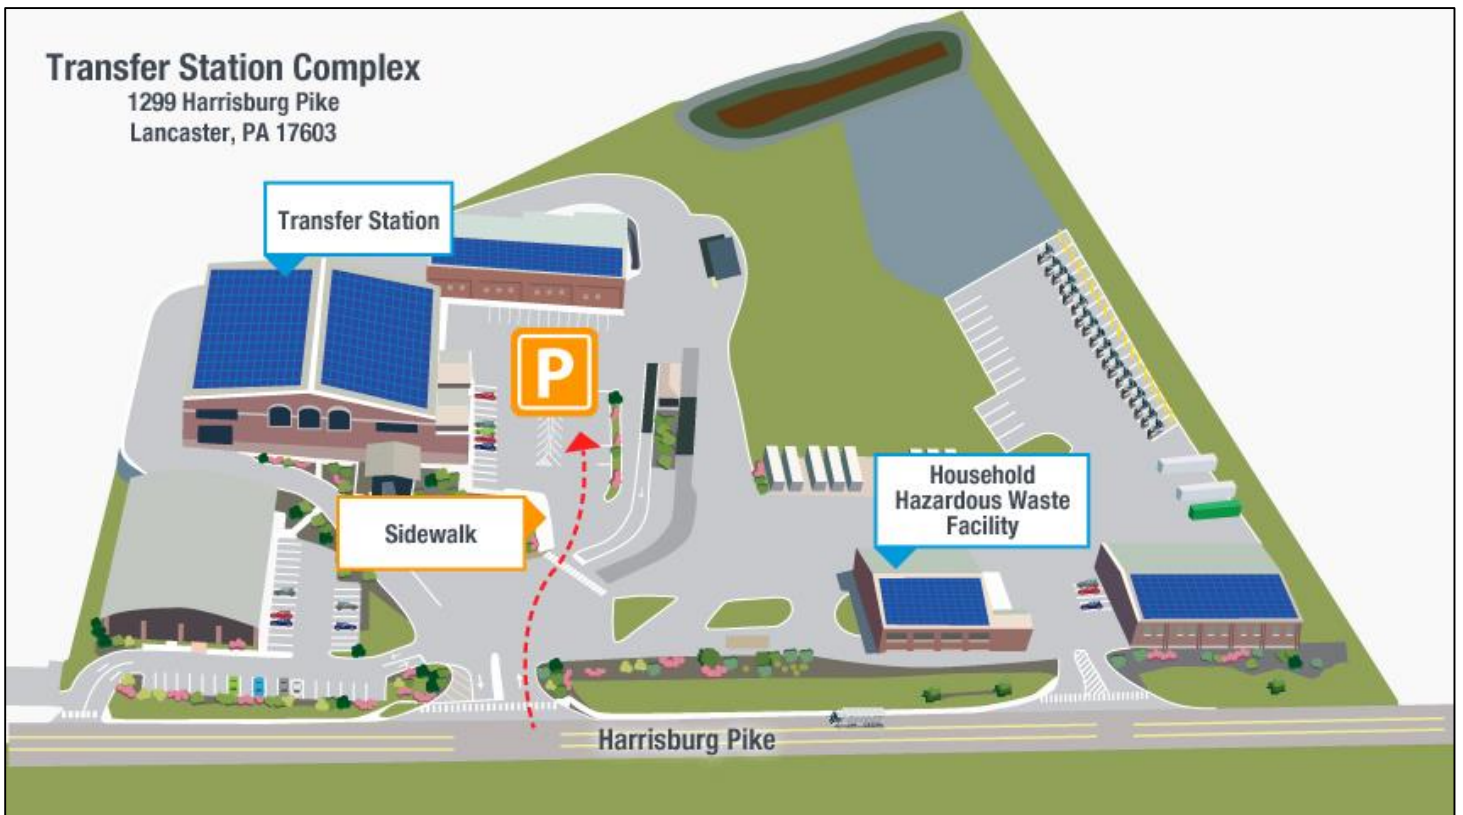 Transfer Station Complex
1299 Harrisburg Pike
Lancaster, PA 17603
Transfer Station
P
Household
Hazardous Waste
Facility
Sidewalk
Harrisburg Pike